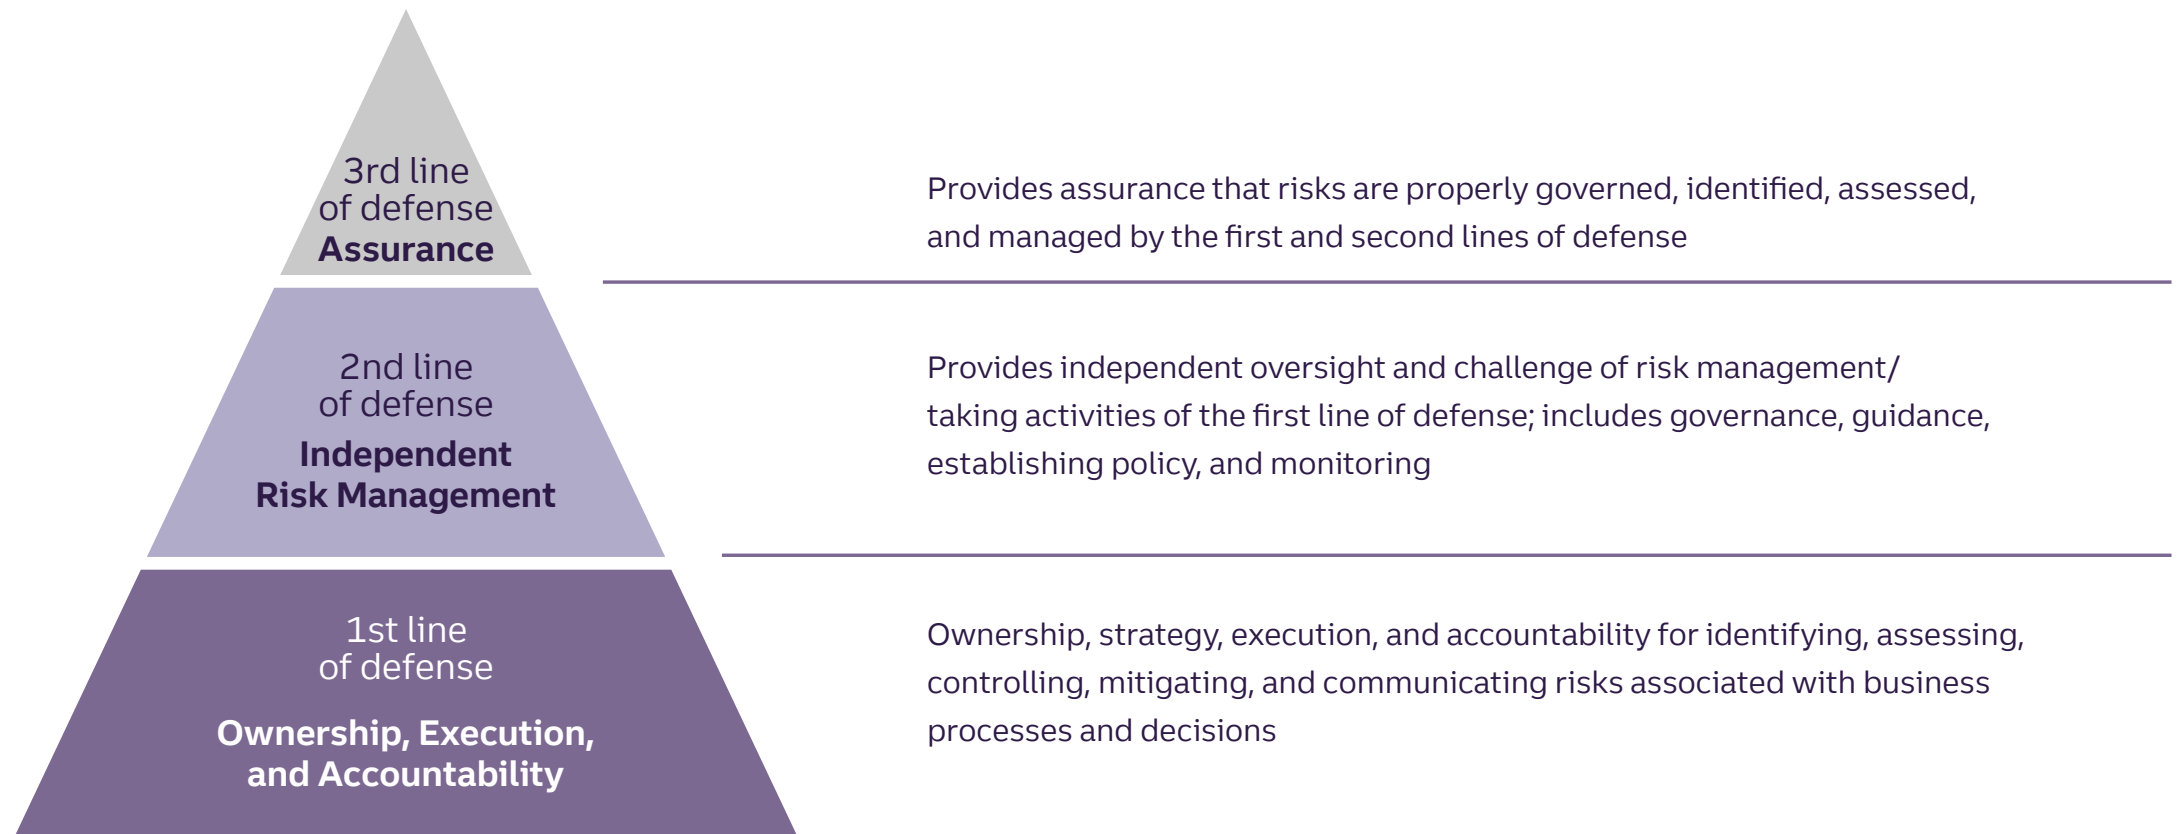 3rd line
of defense
Assurance
Provides assurance that risks are properly governed, identified, assessed,
and managed by the first and second lines of defense
2nd line
of defense
Independent
Risk Management
Provides independent oversight and challenge of risk management/
taking activities of the first line of defense; includes governance, guidance,
establishing policy, and monitoring
1st line
of defense
Ownership, Execution,
and Accountability
Ownership, strategy, execution, and accountability for identifying, assessing,
controlling, mitigating, and communicating risks associated with business
processes and decisions